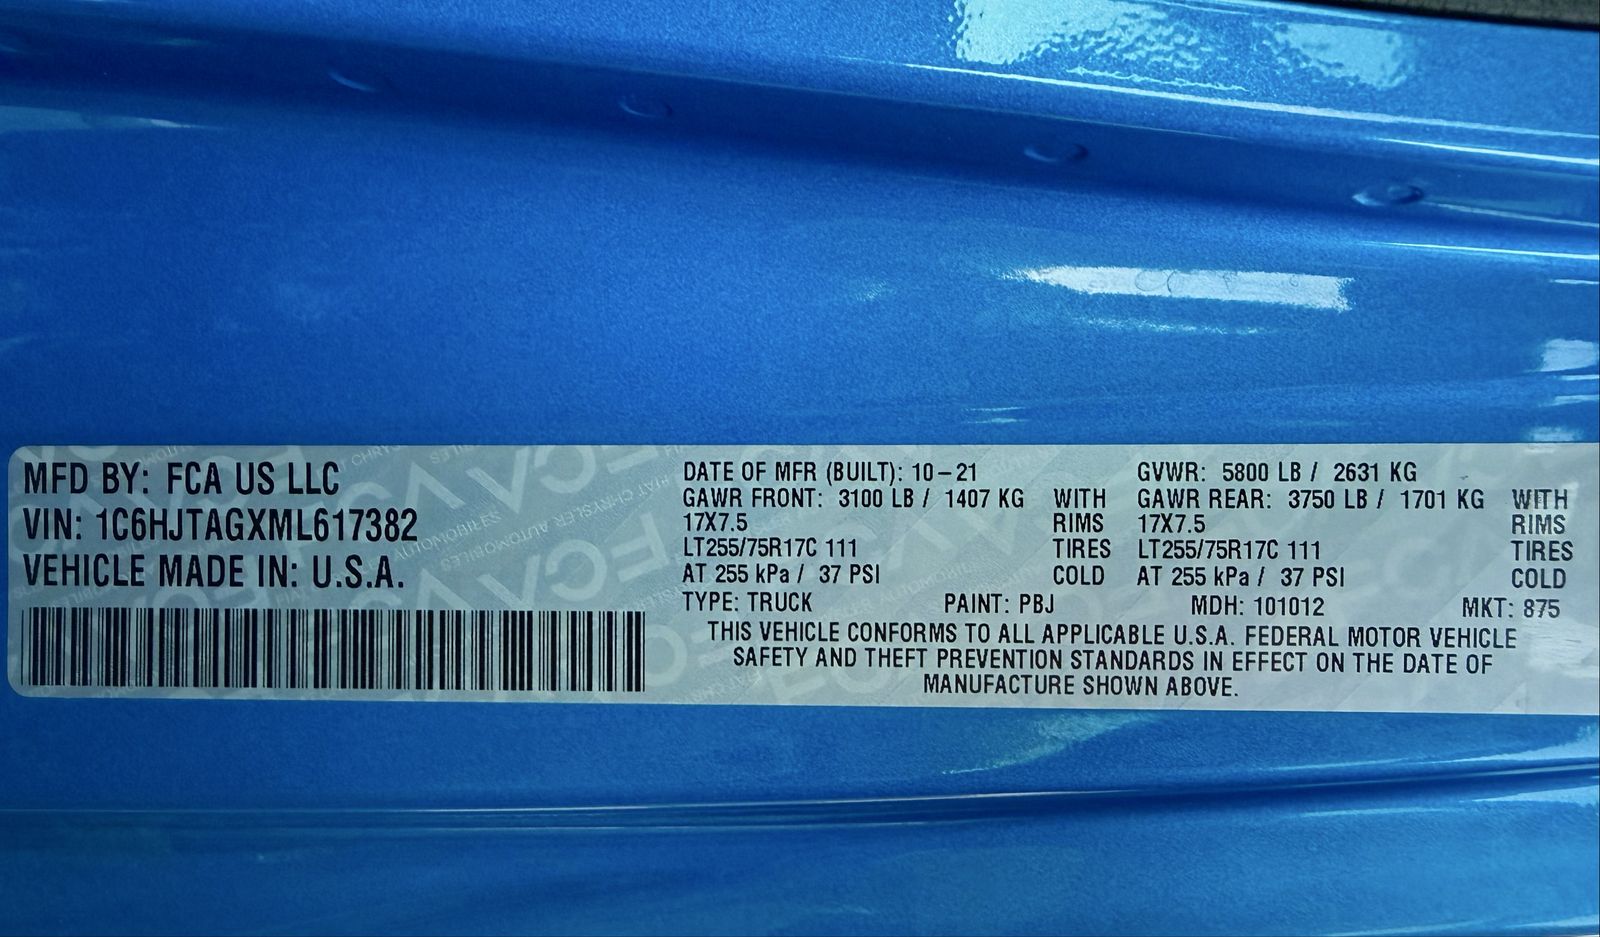 MFD BY: FCA US LLC
VIN: 1C6HJTAGXML617382
VEHICLE MADE IN: U.S.A.
DATE OF MFR (BUILT): 10-21
GVWR: 5800 LB / 2631 KG
GAWR FRONT: 3100 LB / 1407 KG WITH
17X7.5 RIMS
LT255/75R17C 111 TIRES
AT 255 kPa / 37 PSI COLD
GAWR REAR: 3750 LB / 1701 KG WITH
17X7.5 RIMS
LT255/75R17C 111 TIRES
AT 255 kPa / 37 PSI COLD
TYPE: TRUCK PAINT: PBJ MDH: 101012 MKT: 875
THIS VEHICLE CONFORMS TO ALL APPLICABLE U.S.A. FEDERAL MOTOR VEHICLE
SAFETY AND THEFT PREVENTION STANDARDS IN EFFECT ON THE DATE OF
MANUFACTURE SHOWN ABOVE.